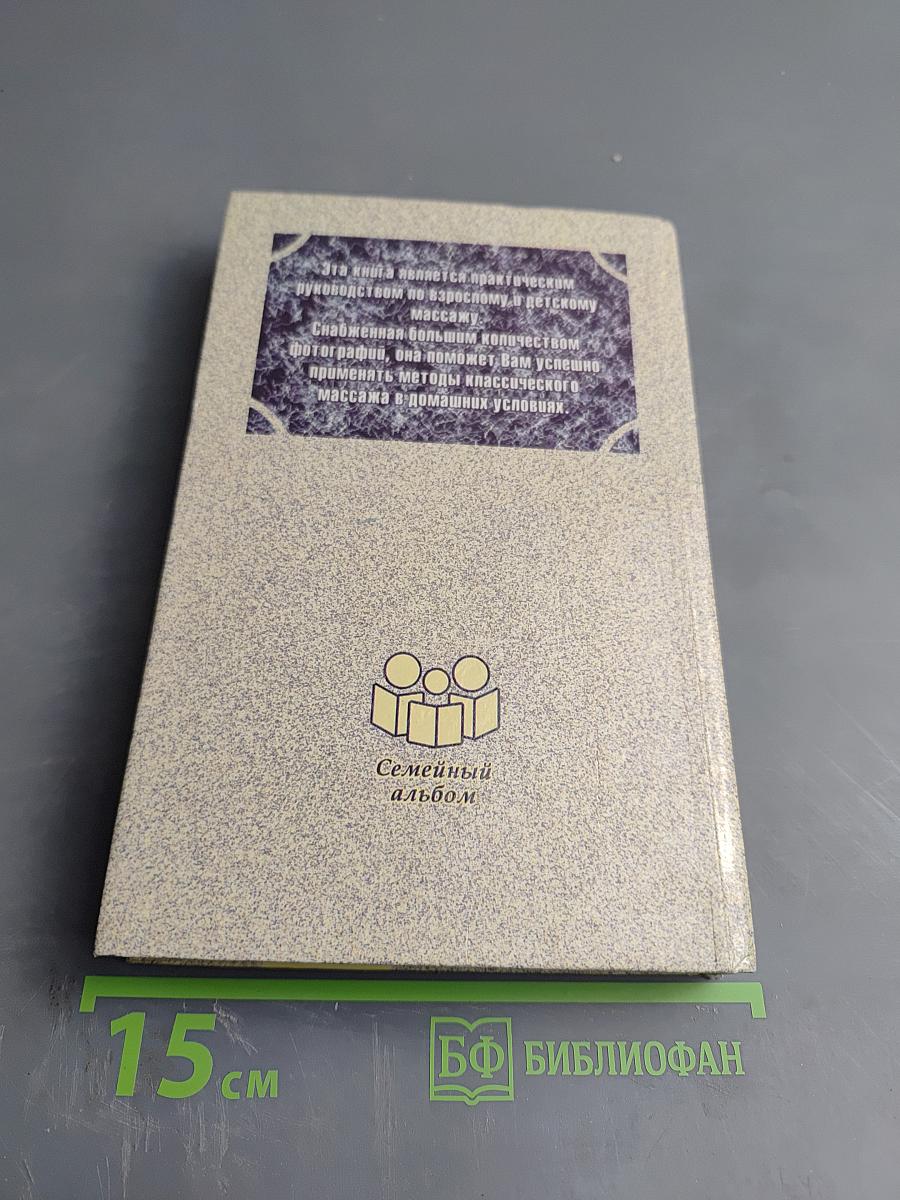 Эта книга является практическим
руководством по взрослому и детскому
массажу.
Снабженная большим количеством
фотографий, она поможет Вам успешно
применять методы классического
массажа в домашних условиях.
Семейный
альбом
15 см
БФ БИБЛИОФАН